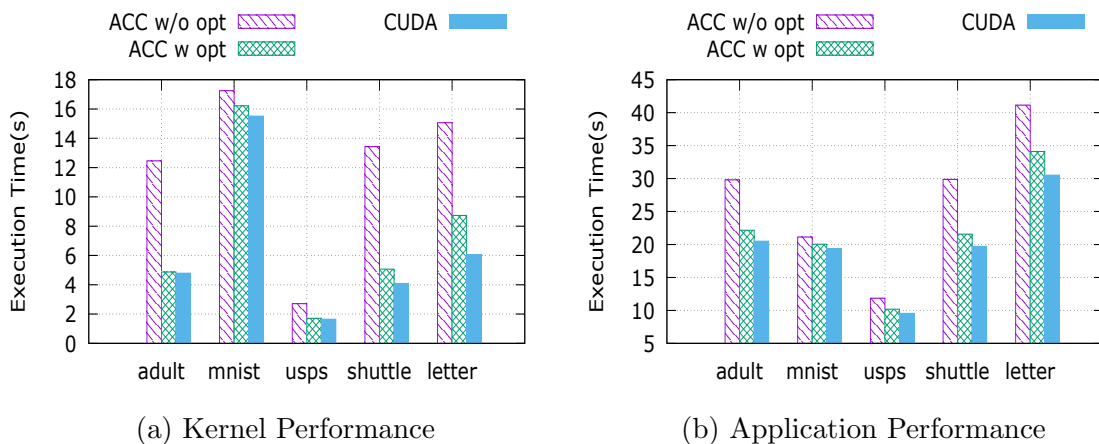 ACC w/o opt
ACC w opt
CUDA
Execution Time(s)
18
16
14
12
10
8
6
4
2
0
adult mnist usps shuttle letter
(a) Kernel Performance
ACC w/o opt
ACC w opt
CUDA
Execution Time(s)
45
40
35
30
25
20
15
10
5
adult mnist usps shuttle letter
(b) Application Performance